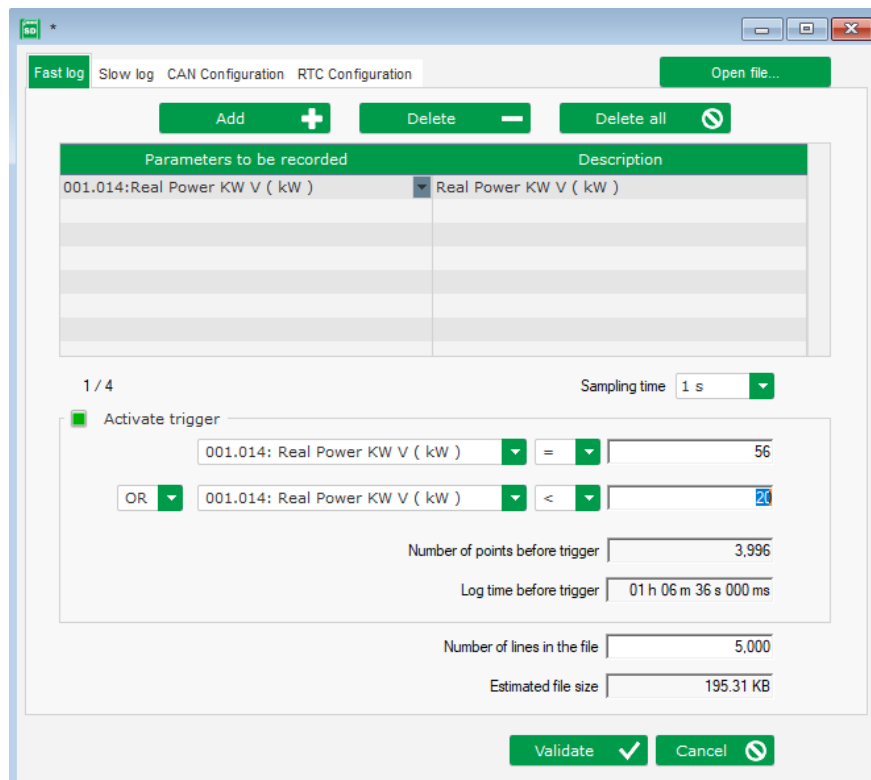 SD *
Fast log Slow log CAN Configuration RTC Configuration Open file...
Add Delete Delete all
Parameters to be recorded Description
001.014:Real Power KW V ( kW ) Real Power KW V ( kW )
1 / 4 Sampling time 1 s
Activate trigger
001.014: Real Power KW V ( kW ) = 56
OR 001.014: Real Power KW V ( kW ) < 20
Number of points before trigger 3,996
Log time before trigger 01 h 06 m 36 s 000 ms
Number of lines in the file 5,000
Estimated file size 195.31 KB
Validate Cancel